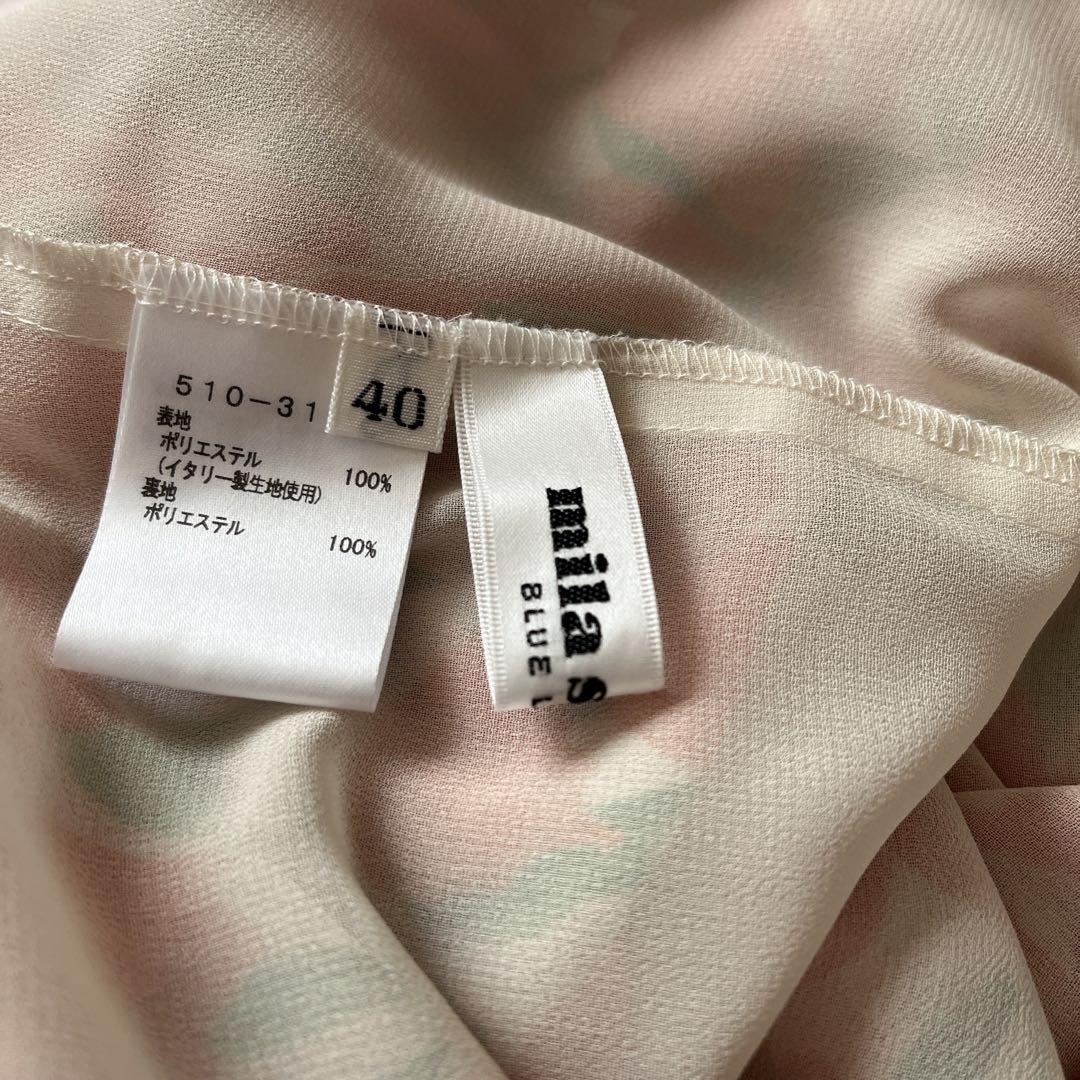 510-31
表地
ポリエステル
100%
(イタリー製生地使用)
裏地
ポリエステル
100%
40
mila s
BLUE L